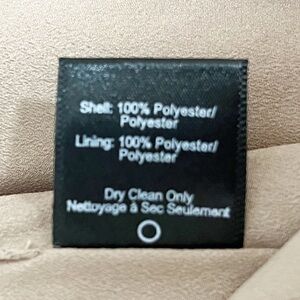 Shell: 100% Polyester/
Polyester
Lining: 100% Polyester/
Polyester
Dry Clean Only
Nettoyage à Sec Seulement